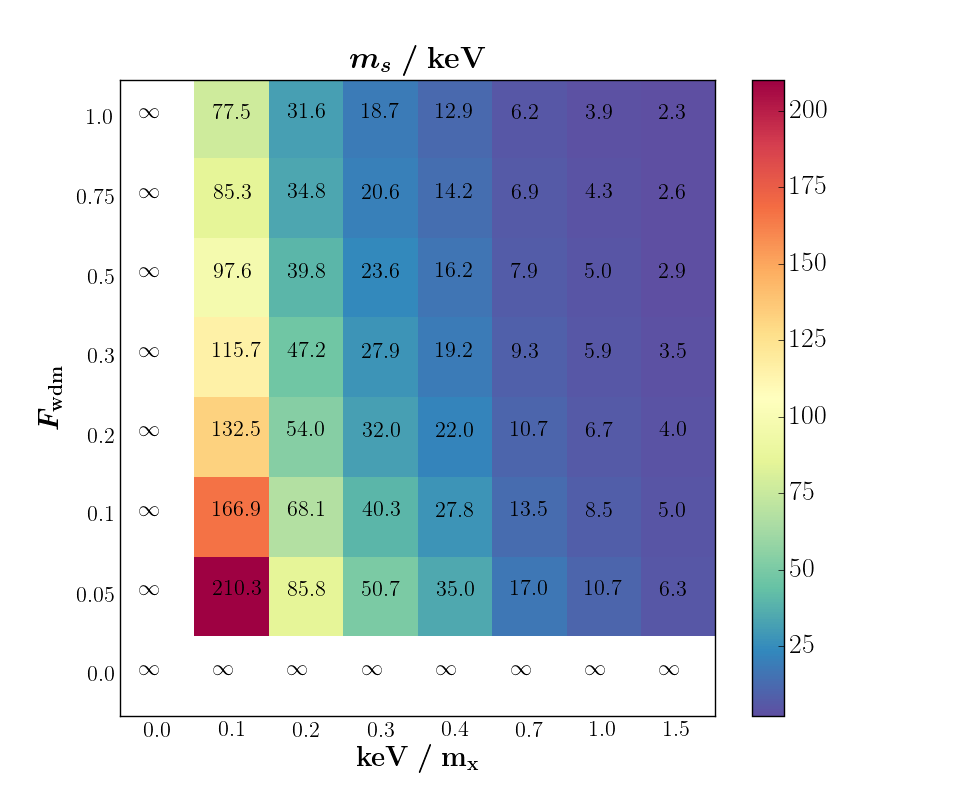 m_s / keV
1.0 ∞ 77.5 31.6 18.7 12.9 6.2 3.9 2.3
0.75 ∞ 85.3 34.8 20.6 14.2 6.9 4.3 2.6
0.5 ∞ 97.6 39.8 23.6 16.2 7.9 5.0 2.9
0.3 ∞ 115.7 47.2 27.9 19.2 9.3 5.9 3.5
0.2 ∞ 132.5 54.0 32.0 22.0 10.7 6.7 4.0
0.1 ∞ 166.9 68.1 40.3 27.8 13.5 8.5 5.0
0.05 ∞ 210.3 85.8 50.7 35.0 17.0 10.7 6.3
0.0 ∞ ∞ ∞ ∞ ∞ ∞ ∞ ∞
0.0 0.1 0.2 0.3 0.4 0.7 1.0 1.5
keV / m_x
F_wdm
200
175
150
125
100
75
50
25